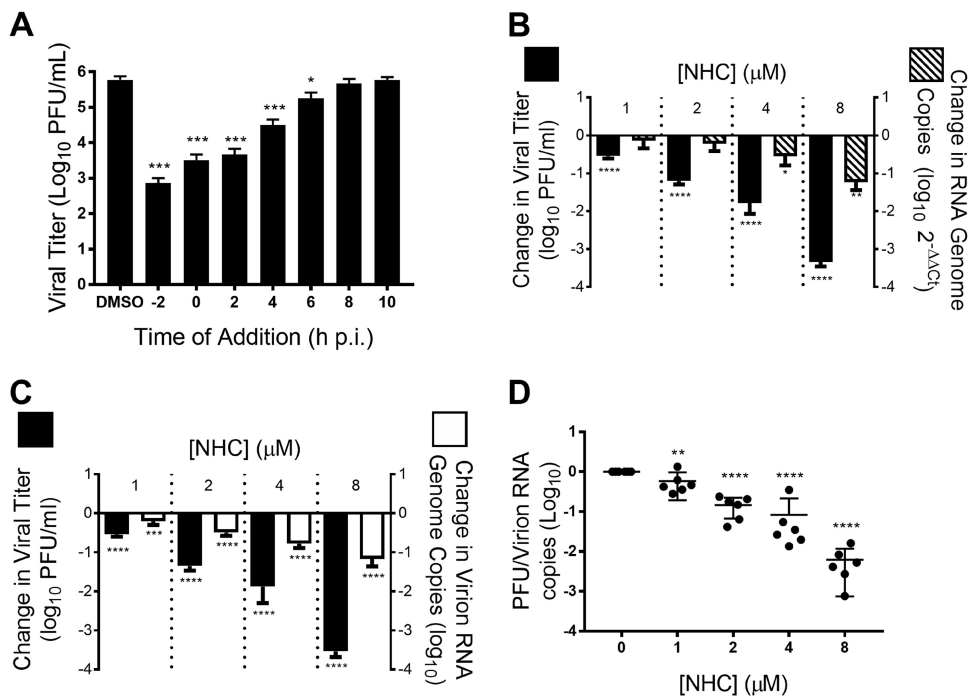 A
Viral Titer (Log10 PFU/mL)
6
5
4
3
2
1
0
***
***
***
***
*
DMSO -2 0 2 4 6 8 10
Time of Addition (h p.i.)
B
[NHC] (μM)
Change in Viral Titer
(log10 PFU/ml)
1 2 4 8
1
0
-1
-2
-3
-4
1
0
-1
-2
-3
-4
****
****
****
*
****
**
Change in RNA Genome
Copies (log10 2-ΔΔCt)
C
[NHC] (μM)
Change in Viral Titer
(log10 PFU/ml)
1 2 4 8
1
0
-1
-2
-3
-4
1
0
-1
-2
-3
-4
****
***
****
****
****
****
****
****
Change in Virion RNA
Genome Copies (log10)
D
PFU/Virion RNA
copies (Log10)
1
0
-1
-2
-3
-4
**
****
****
****
0 1 2 4 8
[NHC] (μM)